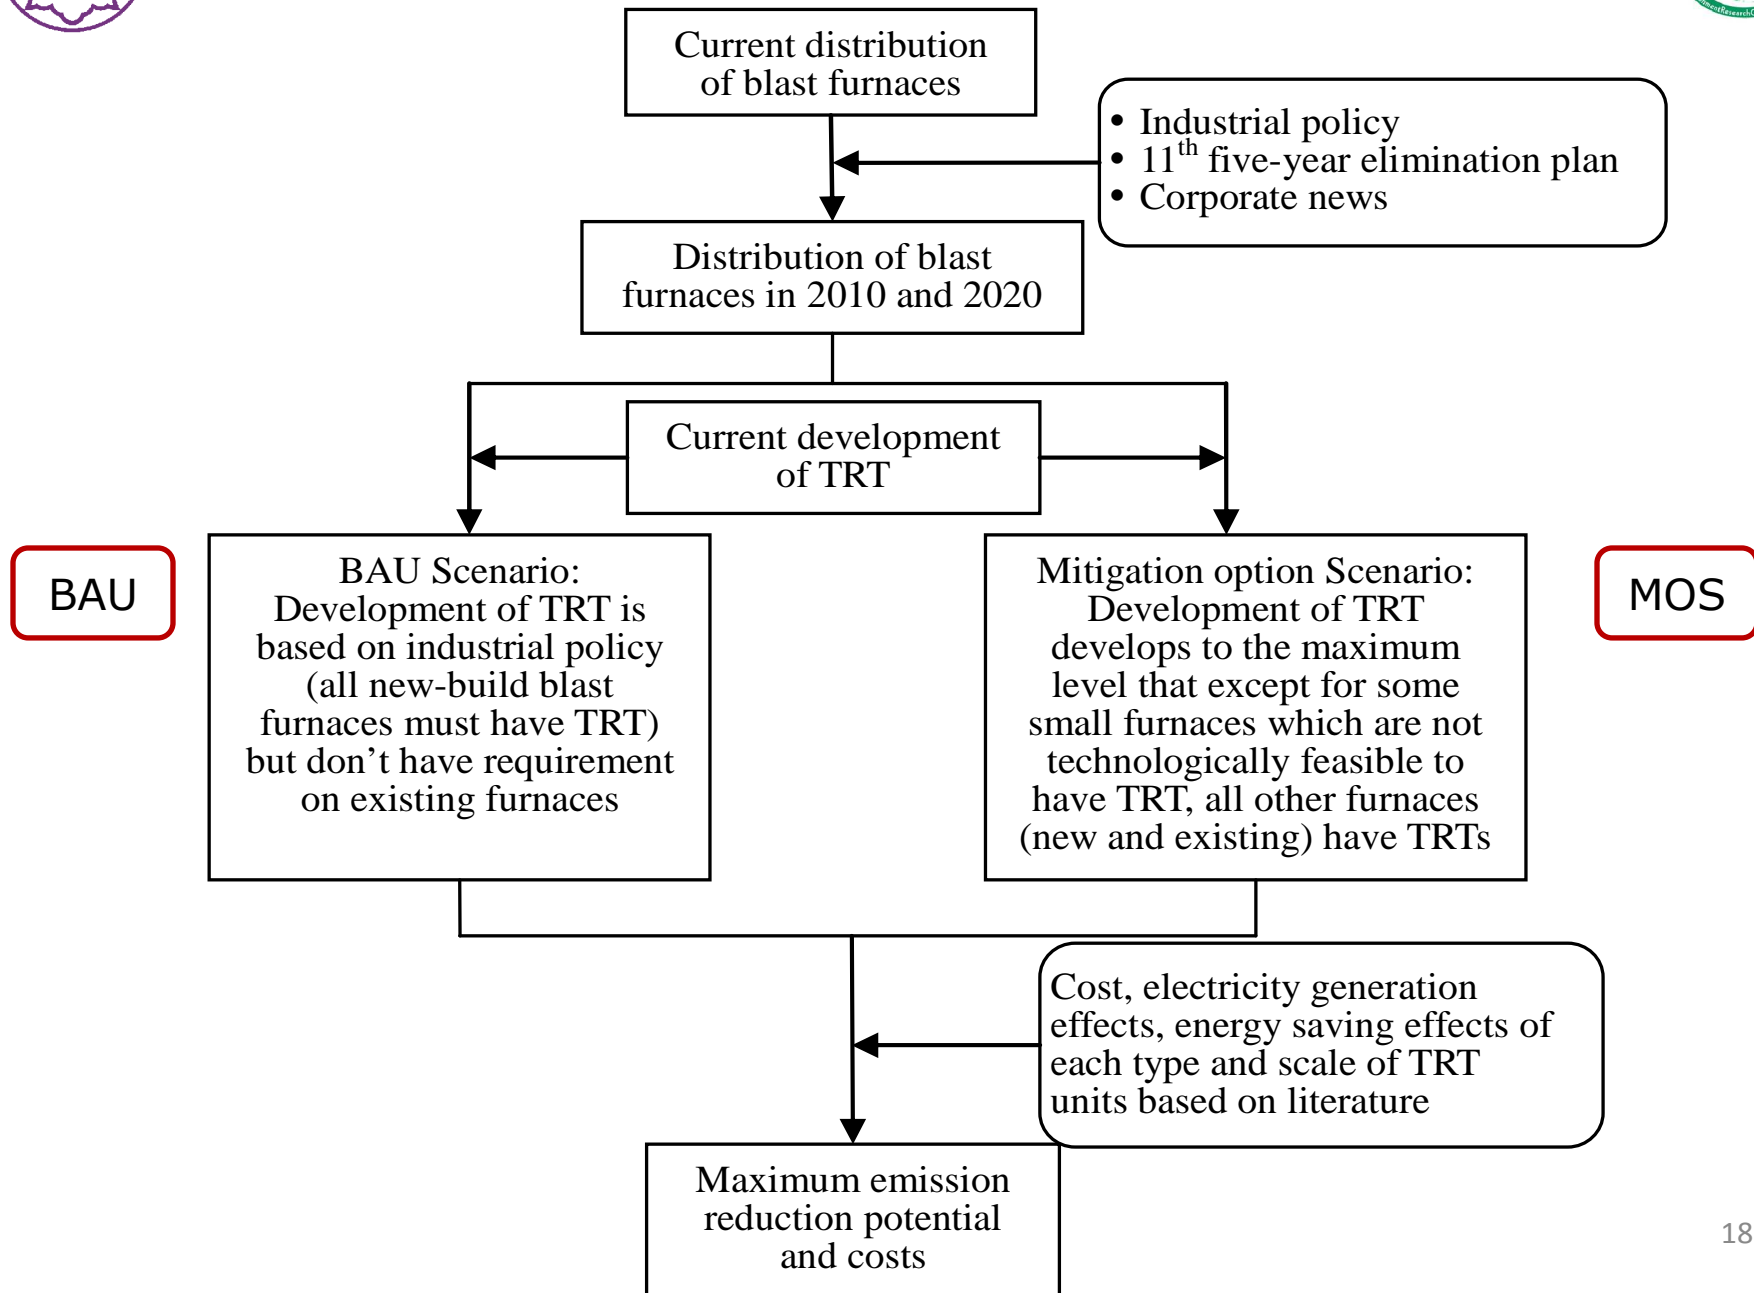 Current distribution
of blast furnaces
• Industrial policy
• 11th five-year elimination plan
• Corporate news
Distribution of blast
furnaces in 2010 and 2020
Current development
of TRT
BAU
BAU Scenario:
Development of TRT is
based on industrial policy
(all new-build blast
furnaces must have TRT)
but don’t have requirement
on existing furnaces
Mitigation option Scenario:
Development of TRT
develops to the maximum
level that except for some
small furnaces which are not
technologically feasible to
have TRT, all other furnaces
(new and existing) have TRTs
MOS
Cost, electricity generation
effects, energy saving effects of
each type and scale of TRT
units based on literature
Maximum emission
reduction potential
and costs
18